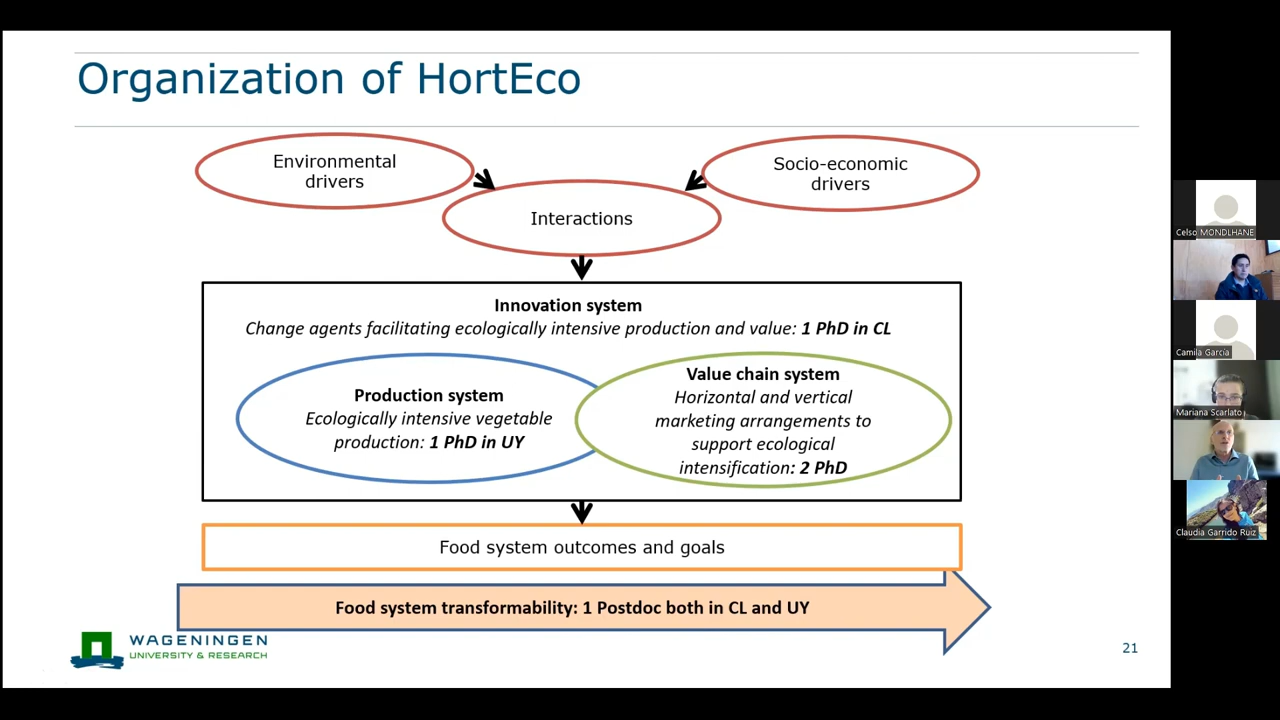 Organization of HortEco
Environmental
drivers
Socio-economic
drivers
Interactions
Innovation system
Change agents facilitating ecologically intensive production and value: 1 PhD in CL
Production system
Ecologically intensive vegetable
production: 1 PhD in UY
Value chain system
Horizontal and vertical
marketing arrangements to
support ecological
intensification: 2 PhD
Food system outcomes and goals
Food system transformability: 1 Postdoc both in CL and UY
WAGENINGEN
UNIVERSITY & RESEARCH
21
Celso MONDLHANE
Camila García
Mariana Scarlato
Claudia Garrido Ruiz